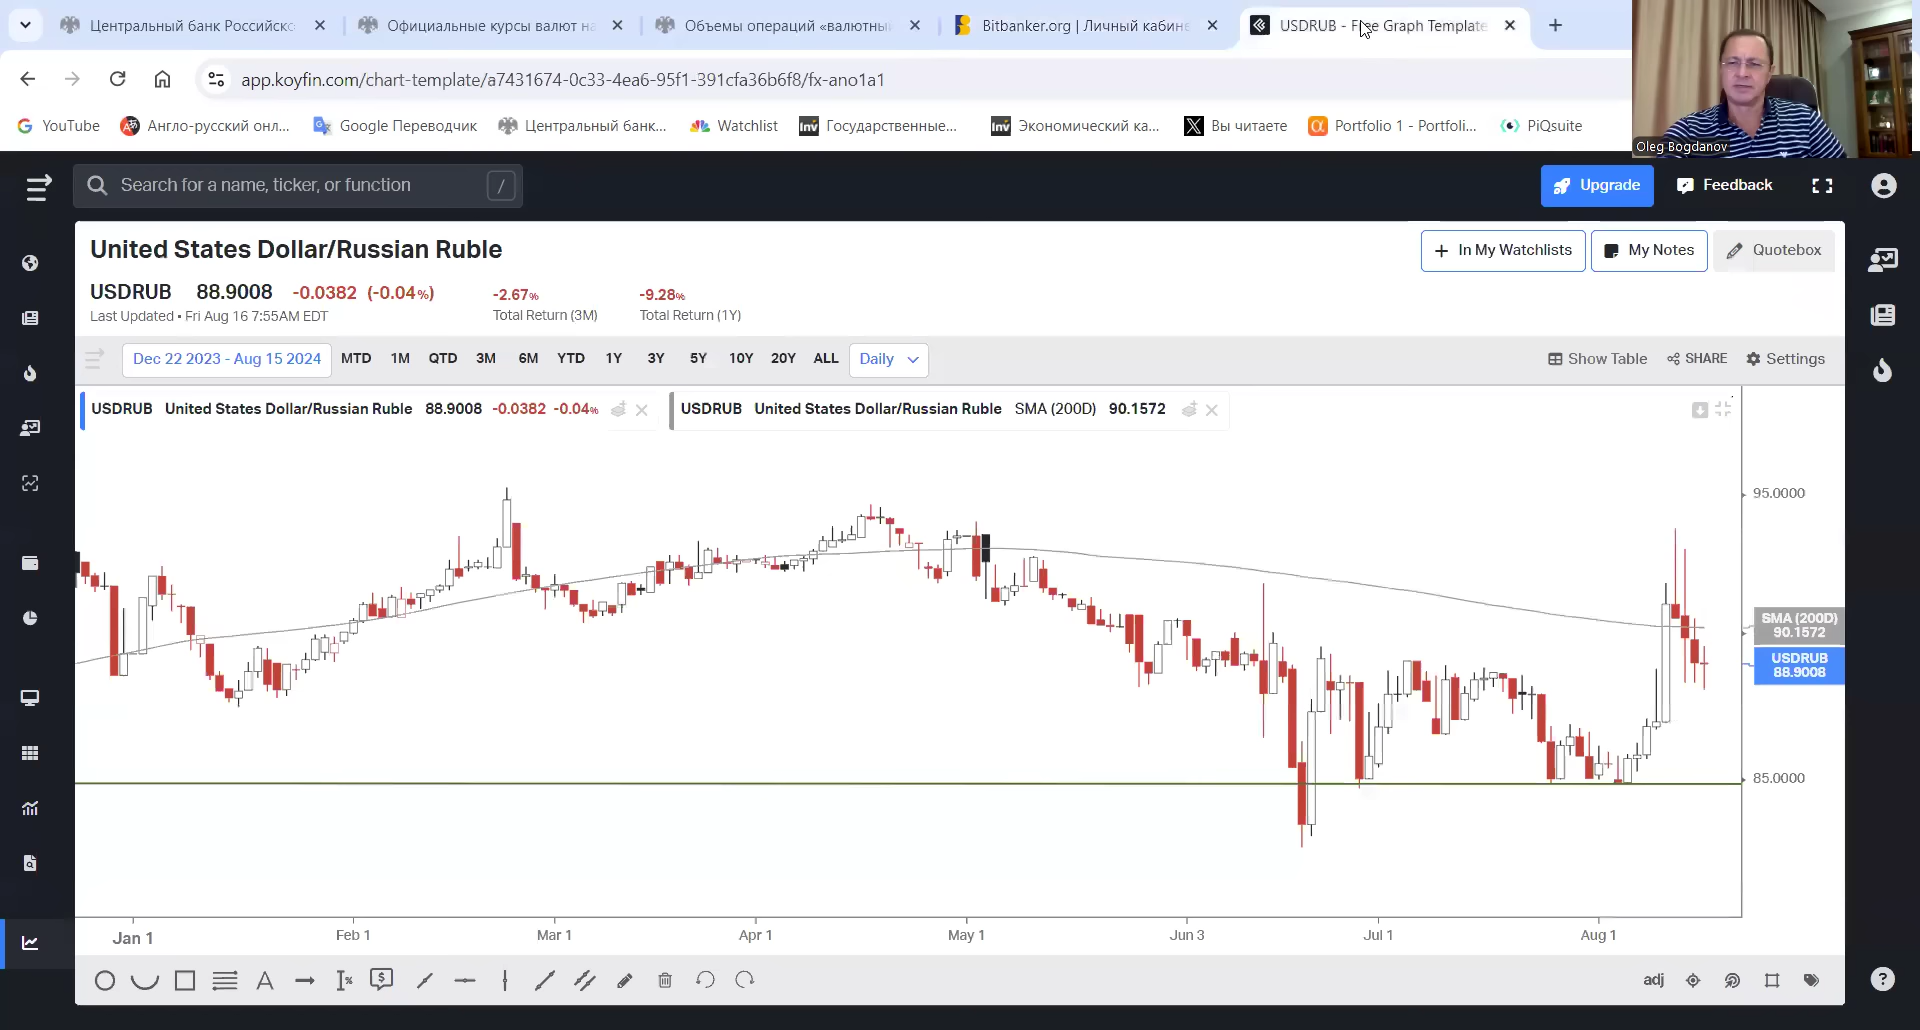 Центральный банк Российско
Официальные курсы валют на
Объемы операций «валютный
Bitbanker.org | Личный кабине
USDRUB - Free Graph Template
app.koyfin.com/chart-template/a7431674-0c33-4ea6-95f1-391cfa36b6f8/fx-ano1a1
YouTube
Англо-русский онл...
Google Переводчик
Центральный банк...
Watchlist
Inv
Государственные...
Inv
Экономический ка...
Вы читаете
Portfolio 1 - Portfoli...
PiQsuite
Oleg Bogdanov
Search for a name, ticker, or function
/
Upgrade
Feedback
United States Dollar/Russian Ruble
+ In My Watchlists
My Notes
Quotebox
USDRUB 88.9008 -0.0382 (-0.04%)
-2.67%
-9.28%
Last Updated • Fri Aug 16 7:55AM EDT
Total Return (3M)
Total Return (1Y)
Dec 22 2023 - Aug 15 2024
MTD 1M QTD 3M 6M YTD 1Y 3Y 5Y 10Y 20Y ALL
Daily
Show Table
SHARE
Settings
USDRUB United States Dollar/Russian Ruble 88.9008 -0.0382 -0.04%
USDRUB United States Dollar/Russian Ruble SMA (200D) 90.1572
95.0000
SMA (200D)
90.1572
USDRUB
88.9008
85.0000
Jan 1
Feb 1
Mar 1
Apr 1
May 1
Jun 3
Jul 1
Aug 1
A
%
$
adj
?